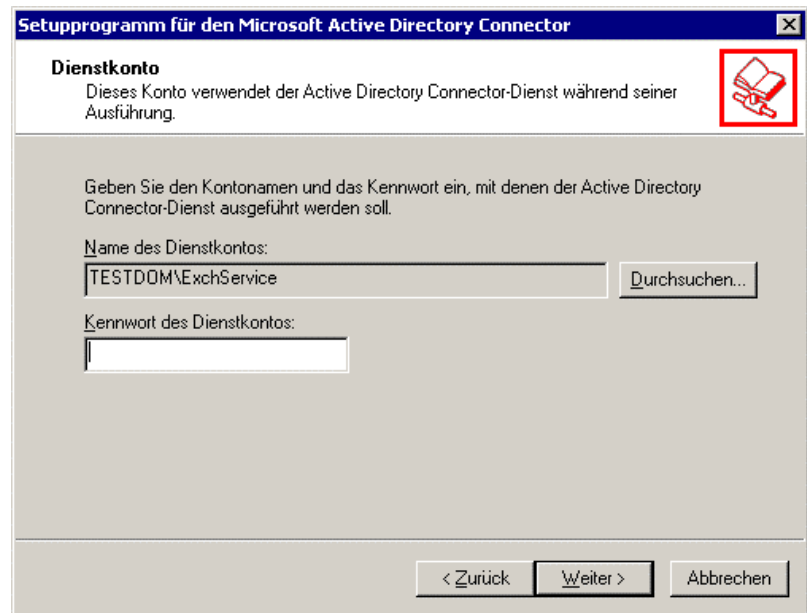 Setupprogramm für den Microsoft Active Directory Connector
Dienstkonto
Dieses Konto verwendet der Active Directory Connector-Dienst während seiner
Ausführung.
Geben Sie den Kontonamen und das Kennwort ein, mit denen der Active Directory
Connector-Dienst ausgeführt werden soll.
Name des Dienstkontos:
TESTDOM\ExchService
Durchsuchen...
Kennwort des Dienstkontos:
< Zurück
Weiter >
Abbrechen